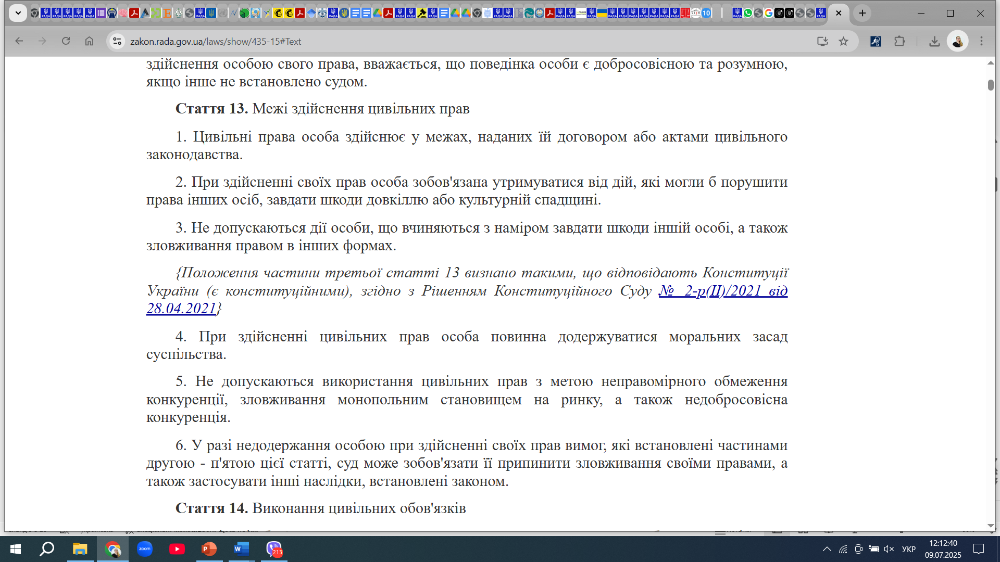 zakon.rada.gov.ua/laws/show/435-15#Text
здійснення особою свого права, вважається, що поведінка особи є добросовісною та розумною,
якщо інше не встановлено судом.
Стаття 13. Межі здійснення цивільних прав
1. Цивільні права особа здійснює у межах, наданих їй договором або актами цивільного
законодавства.
2. При здійсненні своїх прав особа зобов'язана утримуватися від дій, які могли б порушити
права інших осіб, завдати шкоди довкіллю або культурній спадщині.
3. Не допускаються дії особи, що вчиняються з наміром завдати шкоди іншій особі, а також
зловживання правом в інших формах.
{Положення частини третьої статті 13 визнано такими, що відповідають Конституції
України (є конституційними), згідно з Рішенням Конституційного Суду № 2-р(II)/2021 від
28.04.2021}
4. При здійсненні цивільних прав особа повинна додержуватися моральних засад
суспільства.
5. Не допускаються використання цивільних прав з метою неправомірного обмеження
конкуренції, зловживання монопольним становищем на ринку, а також недобросовісна
конкуренція.
6. У разі недодержання особою при здійсненні своїх прав вимог, які встановлені частинами
другою - п'ятою цієї статті, суд може зобов'язати її припинити зловживання своїми правами, а
також застосувати інші наслідки, встановлені законом.
Стаття 14. Виконання цивільних обов'язків
zoom
213
УКР
12:12:40
09.07.2025